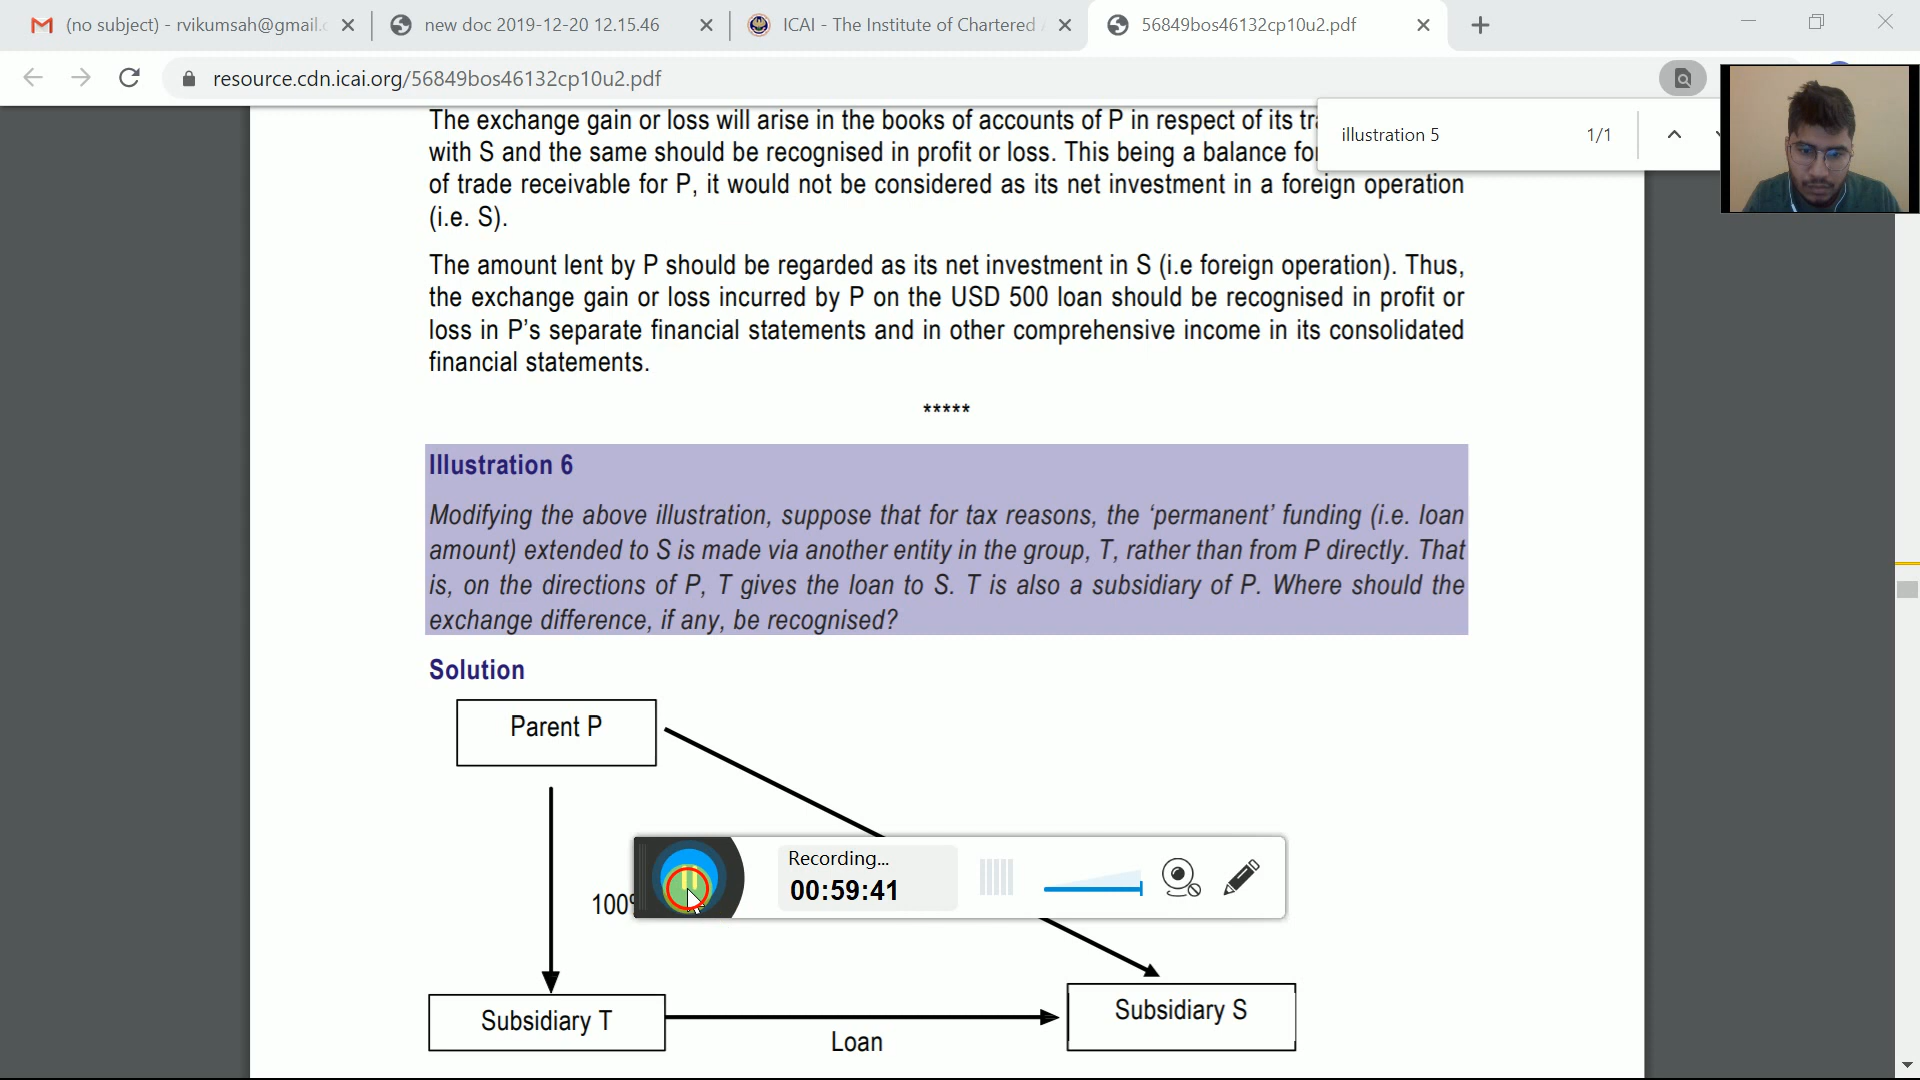 (no subject) - rvikumsah@gmail.
new doc 2019-12-20 12.15.46
ICAI - The Institute of Chartered
56849bos46132cp10u2.pdf
resource.cdn.icai.org/56849bos46132cp10u2.pdf
illustration 5
1/1
The exchange gain or loss will arise in the books of accounts of P in respect of its
with S and the same should be recognised in profit or loss. This being a balance
of trade receivable for P, it would not be considered as its net investment in a foreign operation
(i.e. S).
The amount lent by P should be regarded as its net investment in S (i.e foreign operation). Thus,
the exchange gain or loss incurred by P on the USD 500 loan should be recognised in profit or
loss in P's separate financial statements and in other comprehensive income in its consolidated
financial statements.
*****
Illustration 6
Modifying the above illustration, suppose that for tax reasons, the 'permanent' funding (i.e. loan
amount) extended to S is made via another entity in the group, T, rather than from P directly. That
is, on the directions of P, T gives the loan to S. T is also a subsidiary of P. Where should the
exchange difference, if any, be recognised?
Solution
Parent P
Recording...
00:59:41
100%
Subsidiary T
Loan
Subsidiary S